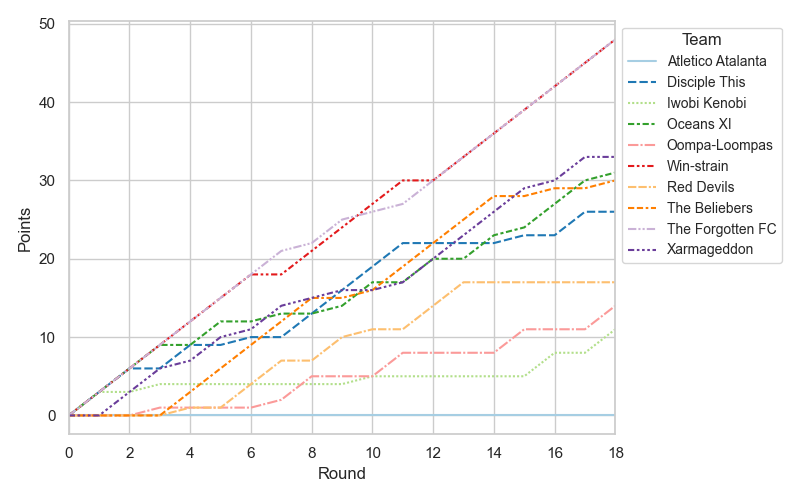 50
40
30
20
10
0
Points
0 2 4 6 8 10 12 14 16 18
Round
Team
Atletico Atalanta
Disciple This
Iwobi Kenobi
Oceans XI
Oompa-Loompas
Win-strain
Red Devils
The Beliebers
The Forgotten FC
Xarmageddon